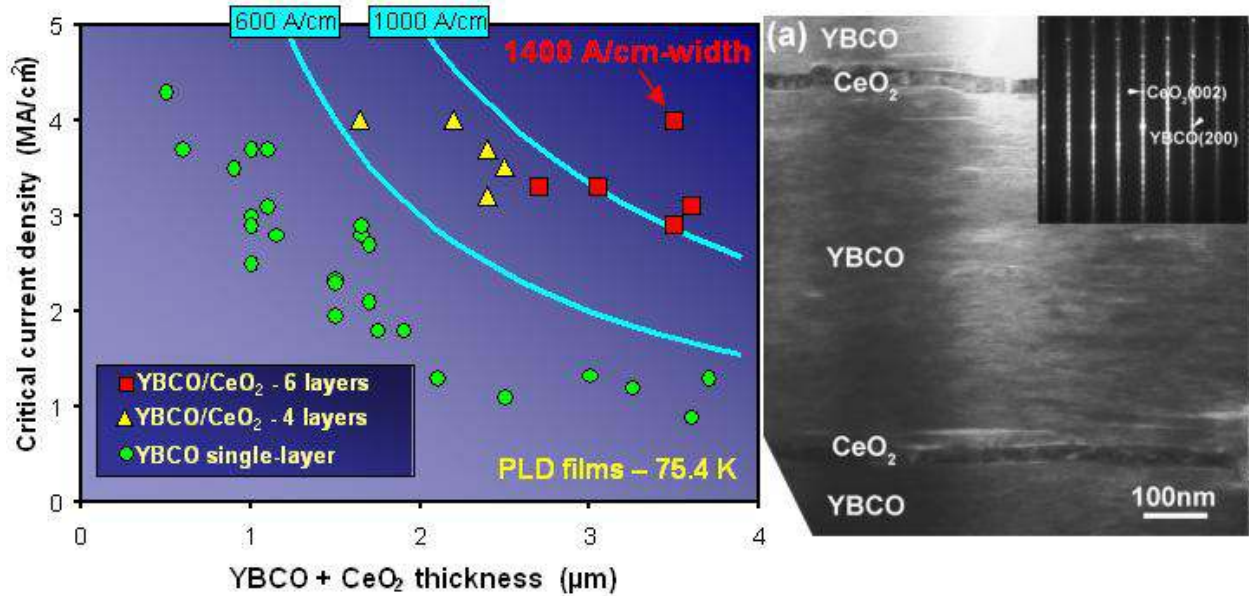 5
4
3
2
1
0
Critical current density (MA/cm²)
600 A/cm
1000 A/cm
1400 A/cm-width
YBCO/CeO₂ - 6 layers
YBCO/CeO₂ - 4 layers
YBCO single-layer
PLD films – 75.4 K
0 1 2 3 4
YBCO + CeO₂ thickness (µm)
(a)
YBCO
CeO₂
CeO₂(002)
YBCO(200)
YBCO
CeO₂
YBCO
100nm